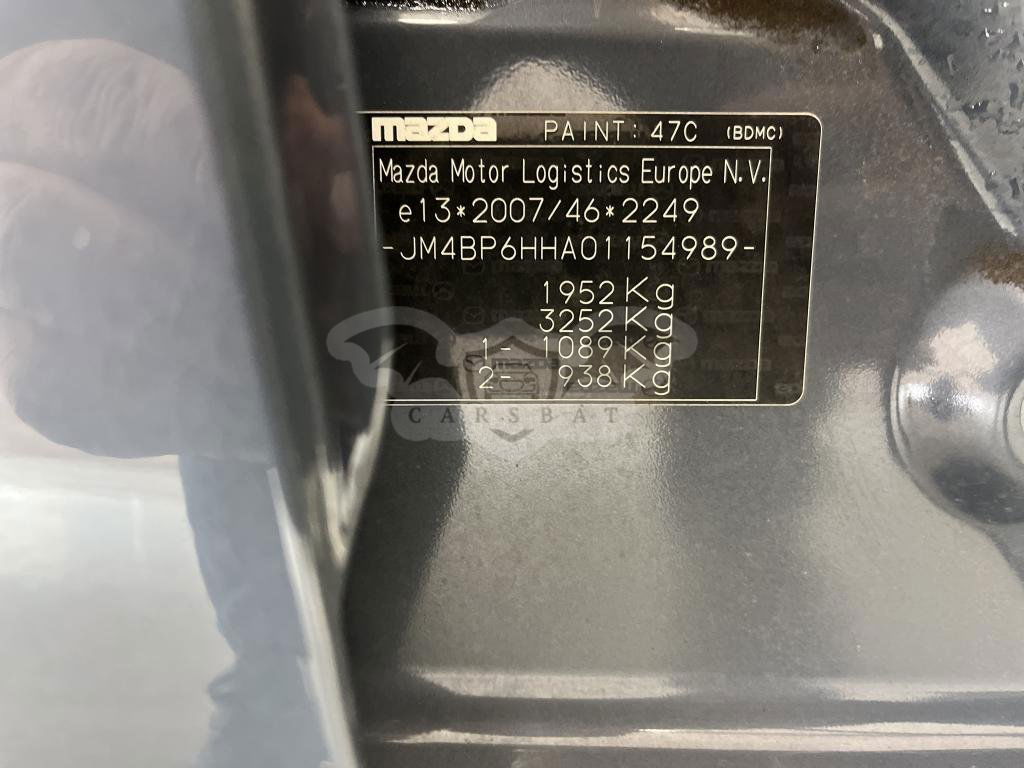 mazda PAINT: 47C (BDMC)
Mazda Motor Logistics Europe N.V.
e13*2007/46*2249
-JM4BP6HHA01154989-
1952 Kg
3252 Kg
1- 1089 Kg
2- 938 Kg
CARSBAT